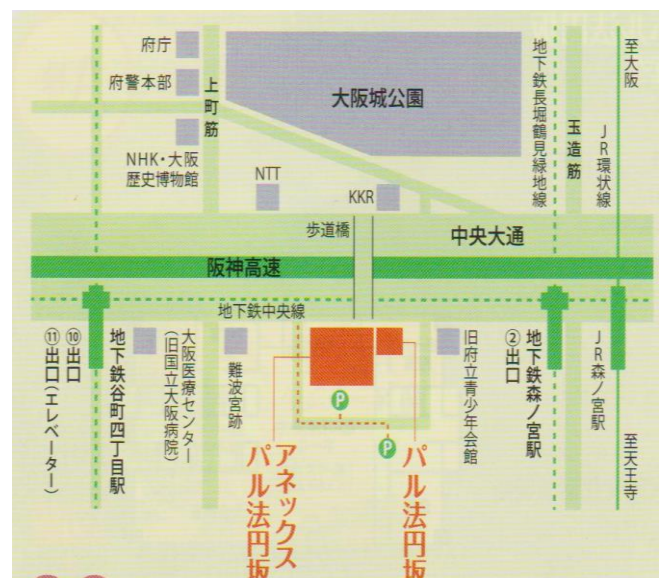 府庁
府警本部
上町筋
大阪城公園
地下鉄長堀鶴見緑地線
玉造筋
JR環状線
至大阪
NHK・大阪
歴史博物館
NTT
KKR
歩道橋
中央大通
阪神高速
地下鉄中央線
⑪出口(エレベーター)
⑩出口
地下鉄谷町四丁目駅
大阪医療センター
(旧国立大阪病院)
難波宮跡
P
P
アネックス
パル法円坂
パル法円坂
旧府立青少年会館
地下鉄森ノ宮駅
②出口
JR森ノ宮駅
至天王寺